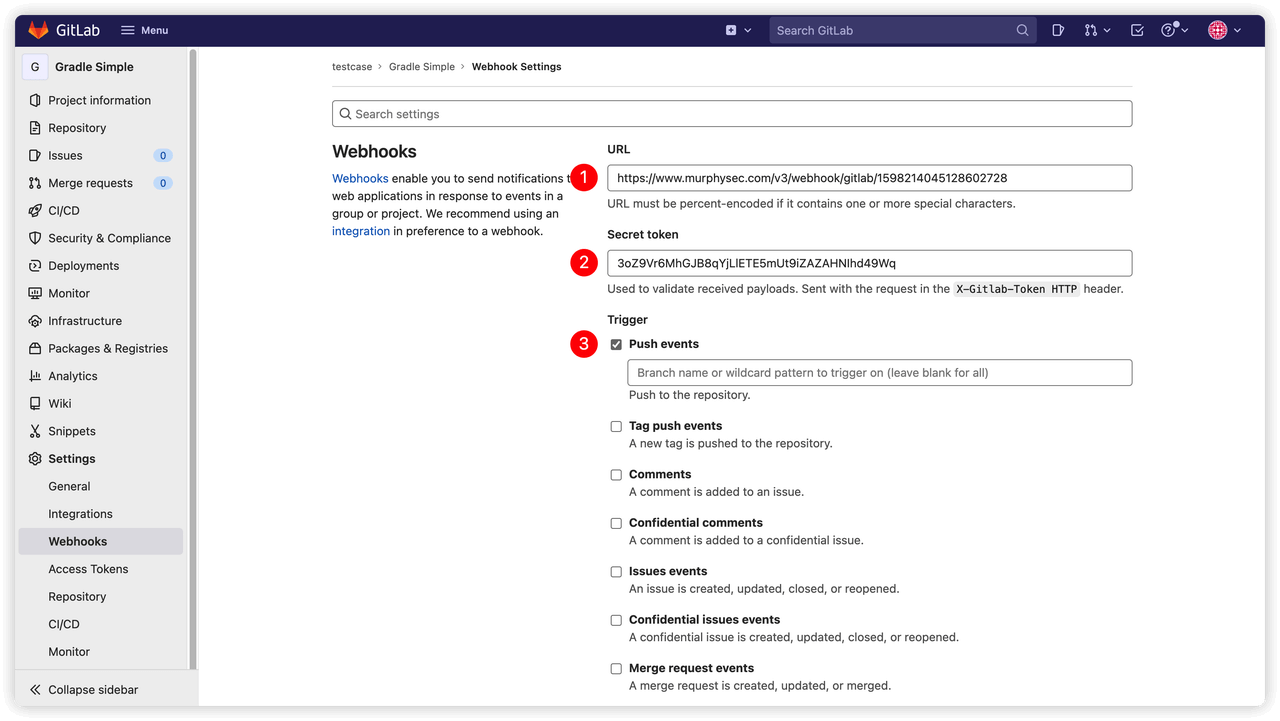 GitLab
Menu
Search GitLab
G Gradle Simple
Project information
Repository
Issues 0
Merge requests 0
CI/CD
Security & Compliance
Deployments
Monitor
Infrastructure
Packages & Registries
Analytics
Wiki
Snippets
Settings
General
Integrations
Webhooks
Access Tokens
Repository
CI/CD
Monitor
Collapse sidebar
testcase › Gradle Simple › Webhook Settings
Search settings
Webhooks
Webhooks enable you to send notifications t
web applications in response to events in a
group or project. We recommend using an
integration in preference to a webhook.
URL
1 https://www.murphysec.com/v3/webhook/gitlab/1598214045128602728
URL must be percent-encoded if it contains one or more special characters.
Secret token
2 3oZ9Vr6MhGJB8qYjLlETE5mUt9iZAZAHNlhd49Wq
Used to validate received payloads. Sent with the request in the X-Gitlab-Token HTTP header.
Trigger
3 Push events
Branch name or wildcard pattern to trigger on (leave blank for all)
Push to the repository.
Tag push events
A new tag is pushed to the repository.
Comments
A comment is added to an issue.
Confidential comments
A comment is added to a confidential issue.
Issues events
An issue is created, updated, closed, or reopened.
Confidential issues events
A confidential issue is created, updated, closed, or reopened.
Merge request events
A merge request is created, updated, or merged.